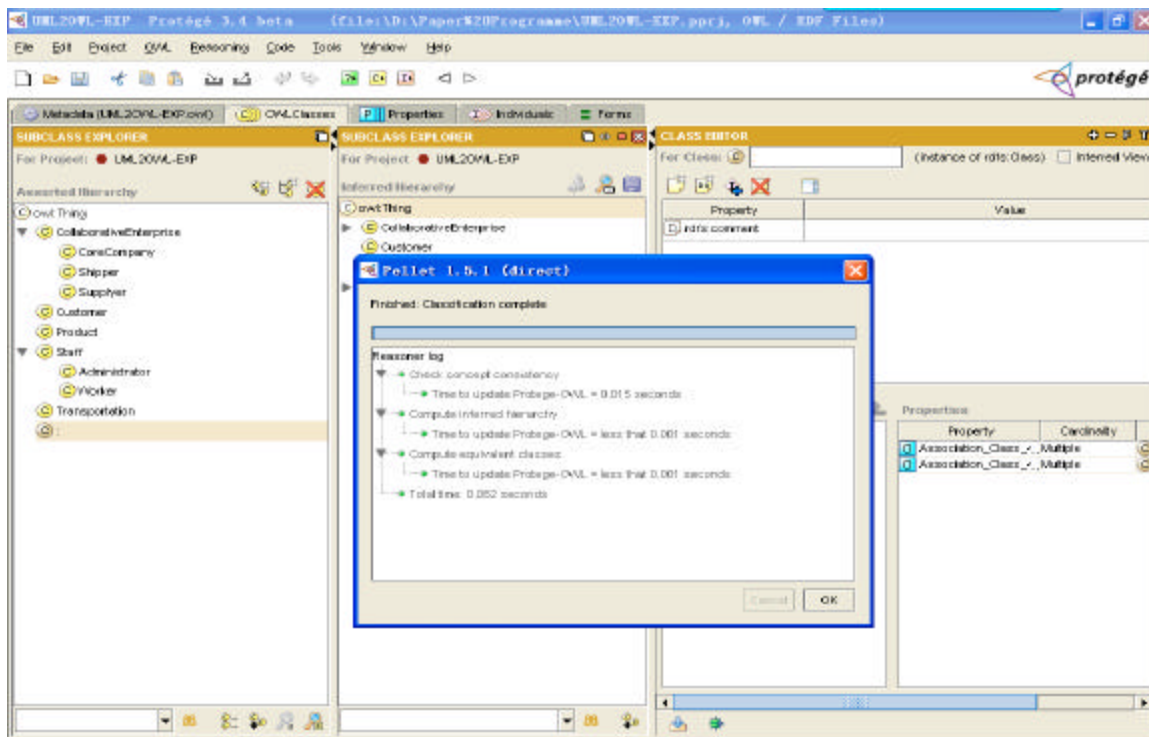 UML2OWL-EXP Protégé 3.4 beta (file:\D:\Paper%20Programme\UML2OWL-EXP.pprj, OWL / RDF Files)
File Edit Project OWL Reasoning Code Tools Window Help
protégé
Metadata (UML2OWL-EXP.owl) OWLClasses Properties Individuals Forms
SUBCLASS EXPLORER SUBCLASS EXPLORER CLASS EDITOR
For Project: UML2OWL-EXP For Project: UML2OWL-EXP For Class: (instance of rdfs:Class) Inferred View
Asserted Hierarchy Inferred Hierarchy
owl:Thing
CollaborativeEnterprise
CoreCompany
Shipper
Supplyer
Customer
Product
Staff
Administrator
Worker
Transportation
:
owl:Thing
CollaborativeEnterprise
Customer
Property Value
rdfs:comment
Pellet 1.5.1 (direct)
Finished: Classification complete
Reasoner log
Check concept consistency
Time to update Protege-OWL = 0.015 seconds
Compute inferred hierarchy
Time to update Protege-OWL = less that 0.001 seconds
Compute equivalent classes
Time to update Protege-OWL = less that 0.001 seconds
Total time: 0.062 seconds
Cancel OK
Properties
Property Cardinality
Association_Class_ Multiple
Association_Class_ Multiple